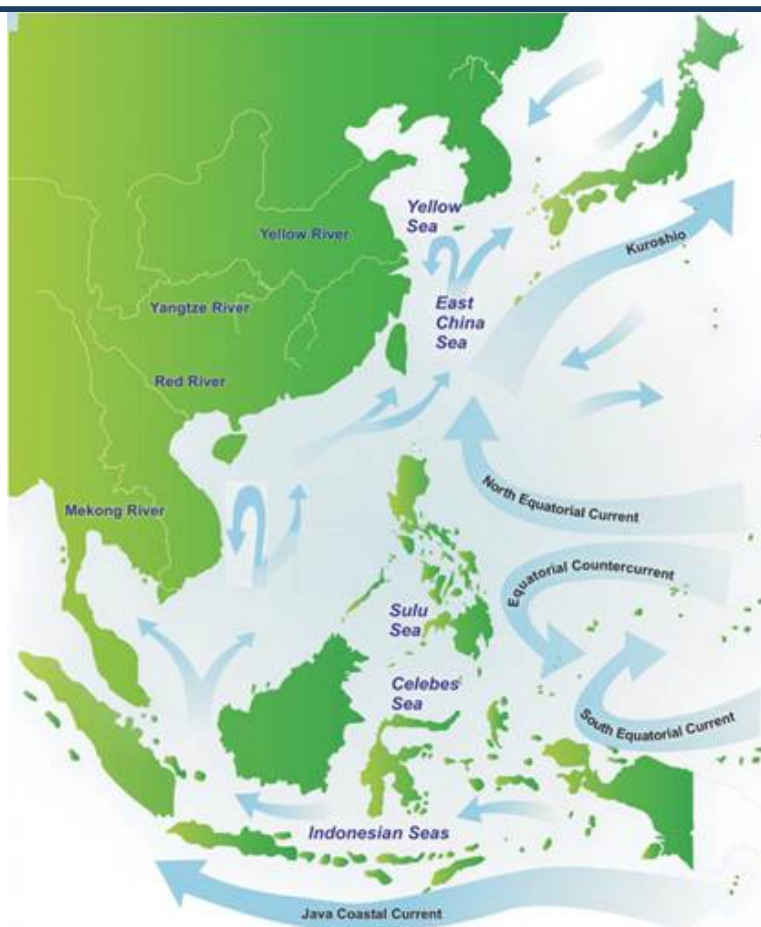 Yellow
Sea
Yellow River
Kuroshio
Yangtze River
East
China
Sea
Red River
Mekong River
North Equatorial Current
Equatorial Countercurrent
Sulu
Sea
Celebes
Sea
South Equatorial Current
Indonesian Seas
Java Coastal Current